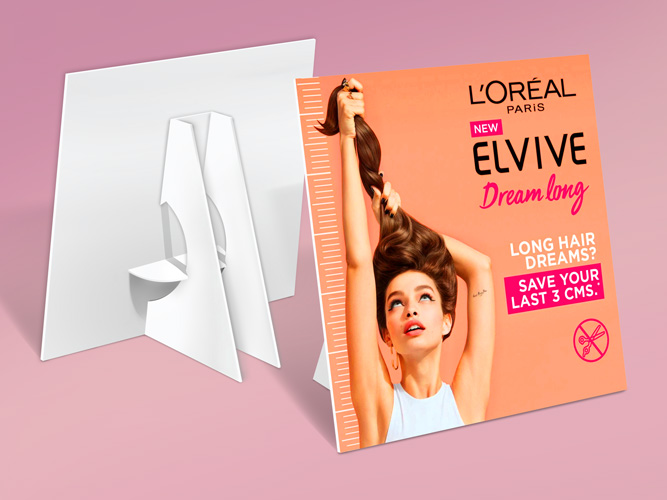 L'ORÉAL
PARiS
NEW
ELVIVE
Dream long
LONG HAIR
DREAMS?
SAVE YOUR
LAST 3 CMS.*